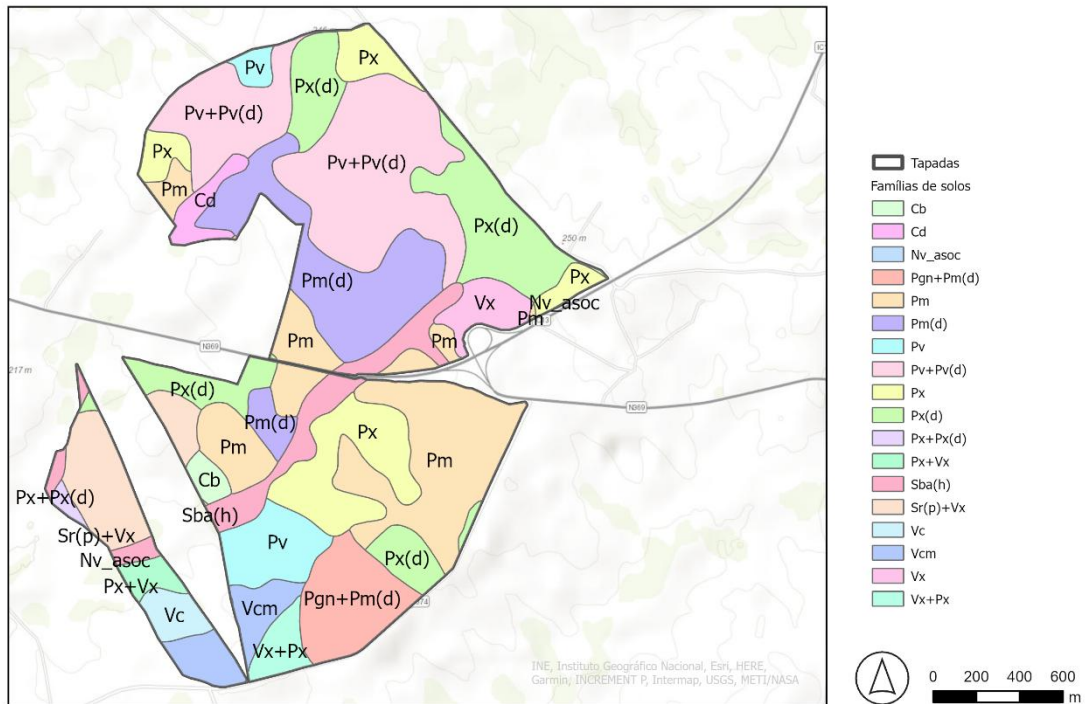 Pv
Px
Px(d)
Pv+Pv(d)
Px
Pv+Pv(d)
Pm
Cd
Px(d)
250 m
Pm(d)
Px
Vx
Nv_asoc
Pm
Pm
Pm
N369
217 m
Px(d)
N369
Pm(d)
Px
Pm
Pm
Cb
Px+Px(d)
Sba(h)
Sr(p)+Vx
Pv
Nv_asoc
Px(d)
Px+Vx
Vcm
Pgn+Pm(d)
Vc
Vx+Px
INE, Instituto Geográfico Nacional, Esri, HERE,
Garmin, INCREMENT P, Intermap, USGS, METI/NASA
Tapadas
Famílias de solos
Cb
Cd
Nv_asoc
Pgn+Pm(d)
Pm
Pm(d)
Pv
Pv+Pv(d)
Px
Px(d)
Px+Px(d)
Px+Vx
Sba(h)
Sr(p)+Vx
Vc
Vcm
Vx
Vx+Px
0 200 400 600
m